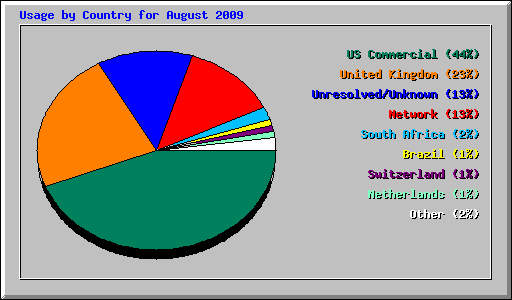 Usage by Country for August 2009
US Commercial (44%)
United Kingdom (23%)
Unresolved/Unknown (13%)
Network (13%)
South Africa (2%)
Brazil (1%)
Switzerland (1%)
Netherlands (1%)
Other (2%)